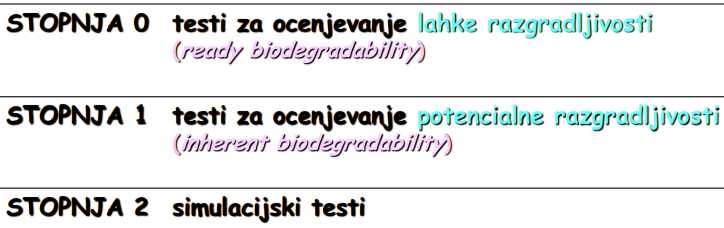 STOPNJA 0 testi za ocenjevanje lahke razgradljivosti
(ready biodegradability)
STOPNJA 1 testi za ocenjevanje potencialne razgradljivosti
(inherent biodegradability)
STOPNJA 2 simulacijski testi